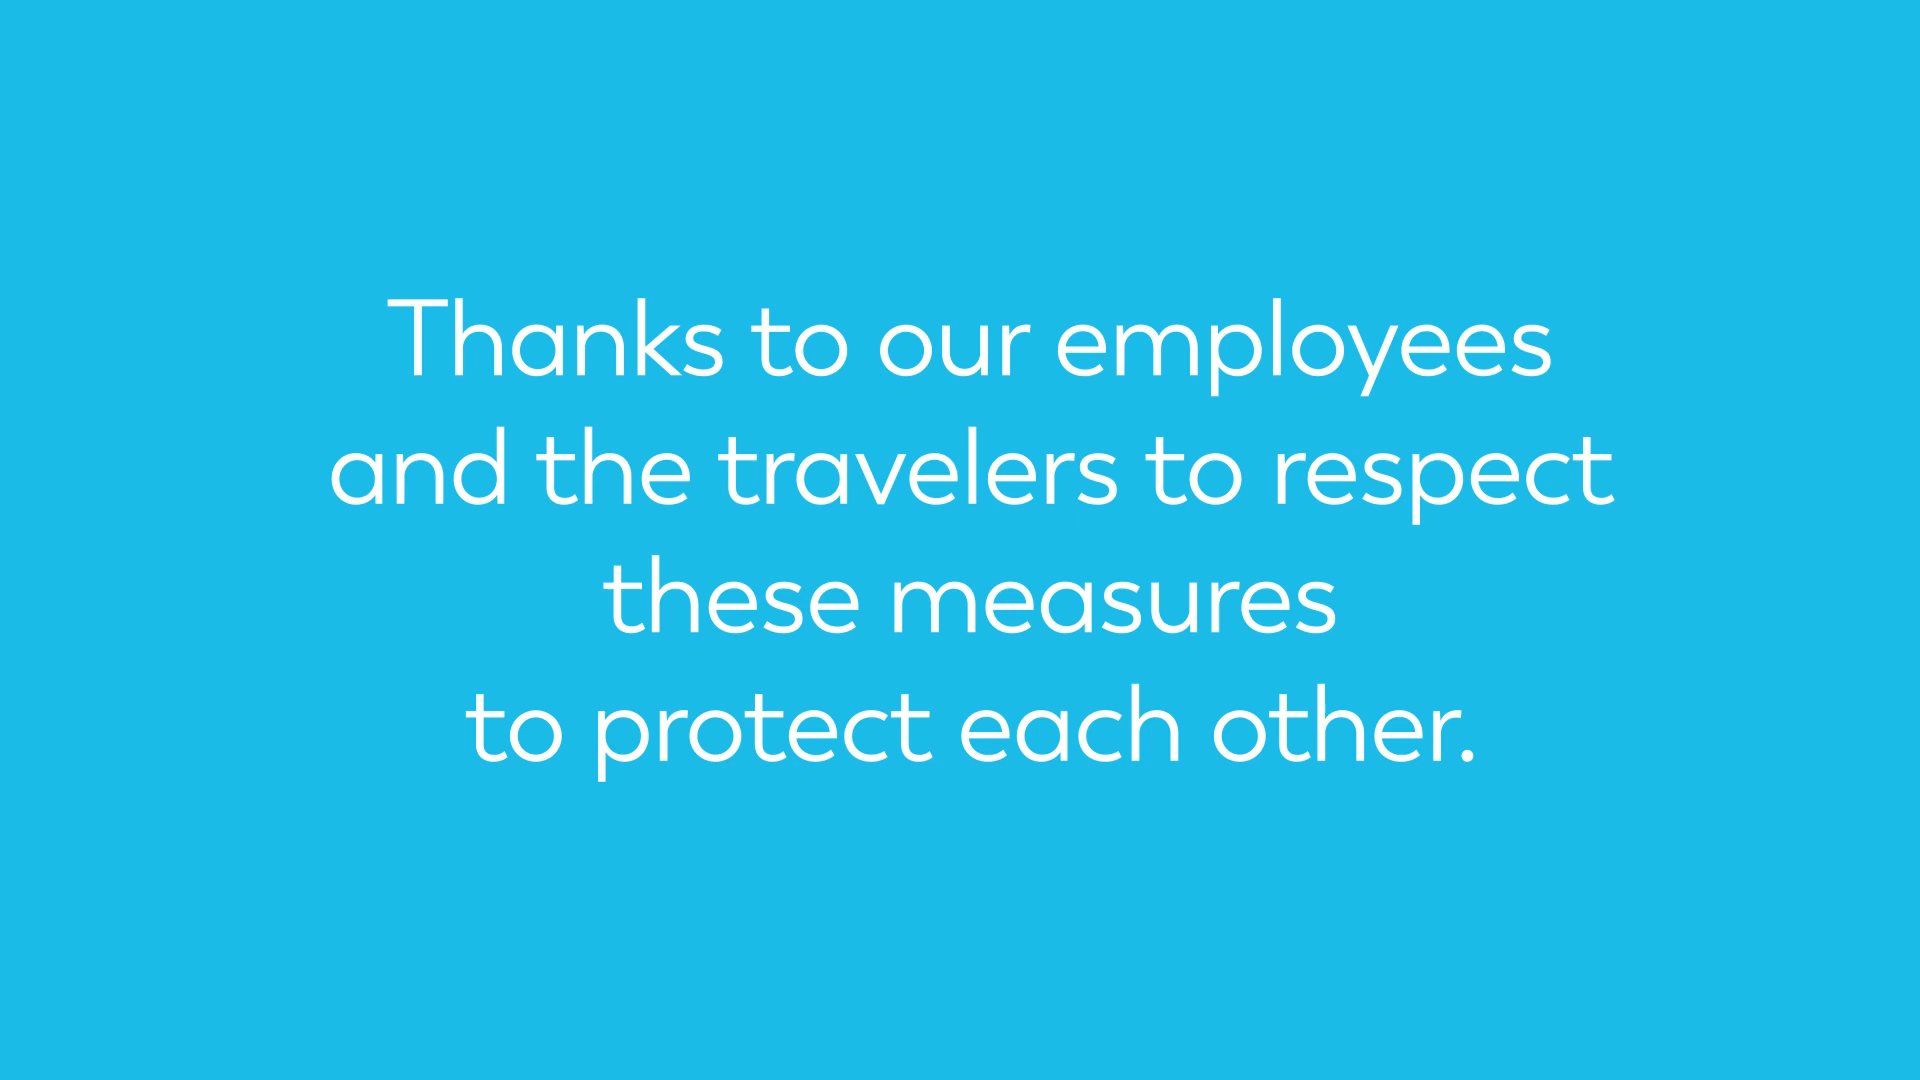 Thanks to our employees
and the travelers to respect
these measures
to protect each other.